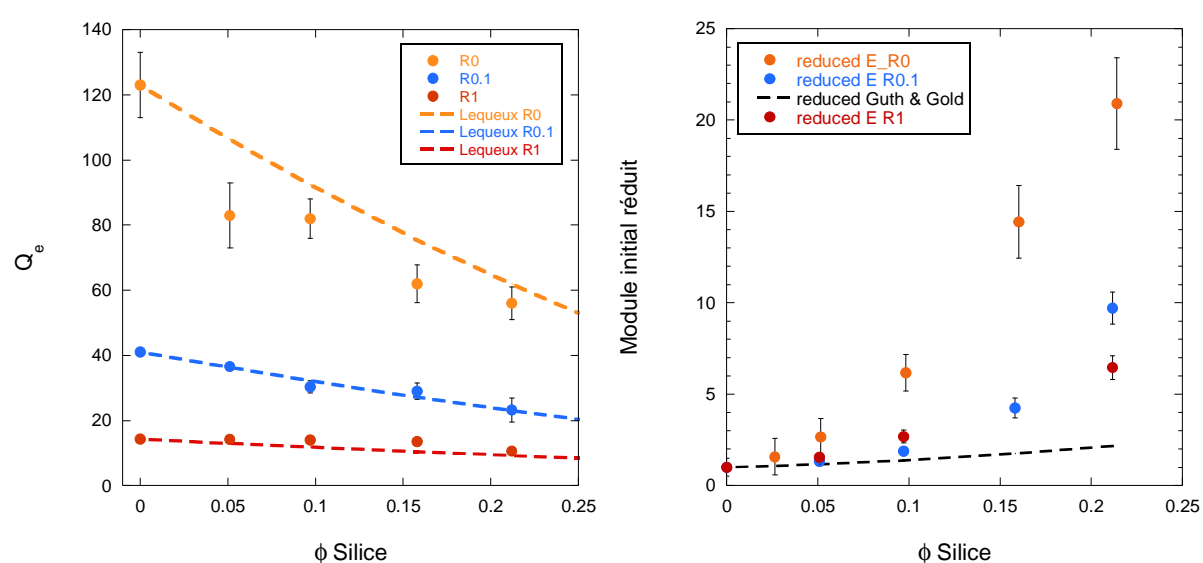 140
120
100
80
60
40
20
0
Qe
R0
R0.1
R1
Lequeux R0
Lequeux R0.1
Lequeux R1
0
0.05
0.1
0.15
0.2
0.25
ϕ Silice
25
20
15
10
5
0
Module initial réduit
reduced E_R0
reduced E R0.1
reduced Guth & Gold
reduced E R1
0
0.05
0.1
0.15
0.2
0.25
ϕ Silice